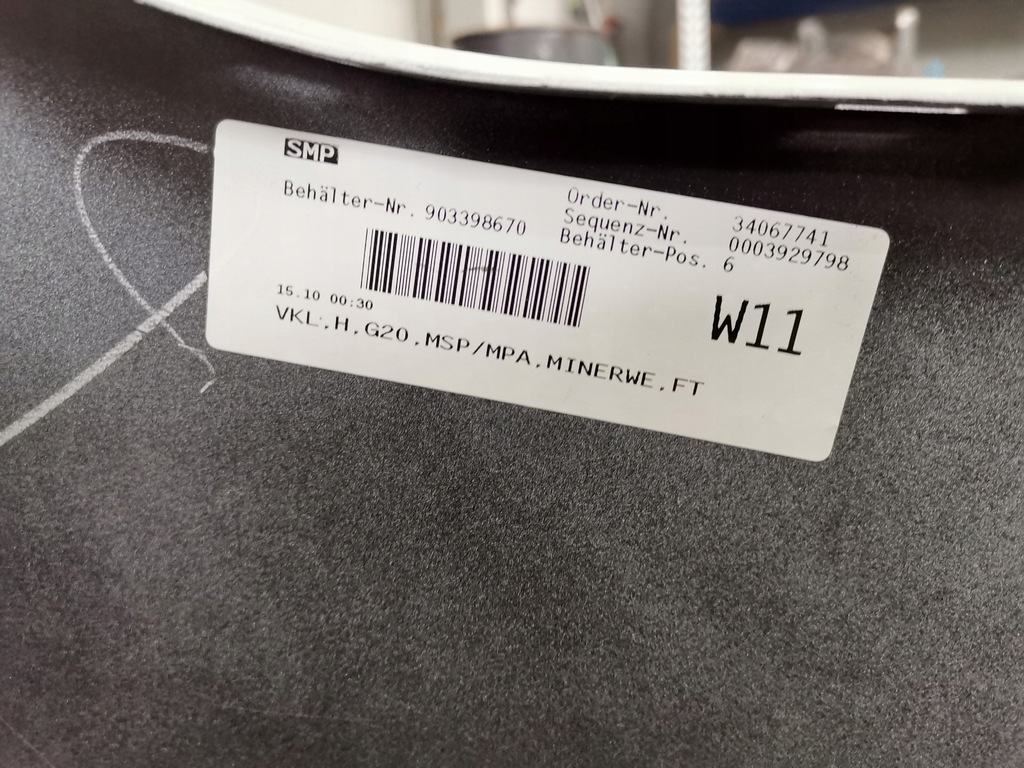 SMP
Behälter-Nr. 903398670
Order-Nr. 34067741
Sequenz-Nr. 0003929798
Behälter-Pos. 6
15.10 00:30
W11
VKL,H,G20,MSP/MPA,MINERWE,FT